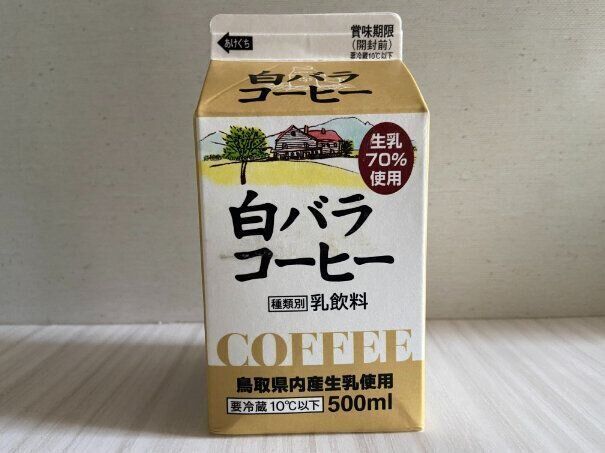 あけくち
賞味期限
(開封前)
要冷蔵10℃以下
白バラ
コーヒー
生乳
70%
使用
白バラ
コーヒー
種類別 乳飲料
COFFEE
鳥取県内産生乳使用
要冷蔵10℃以下 500ml